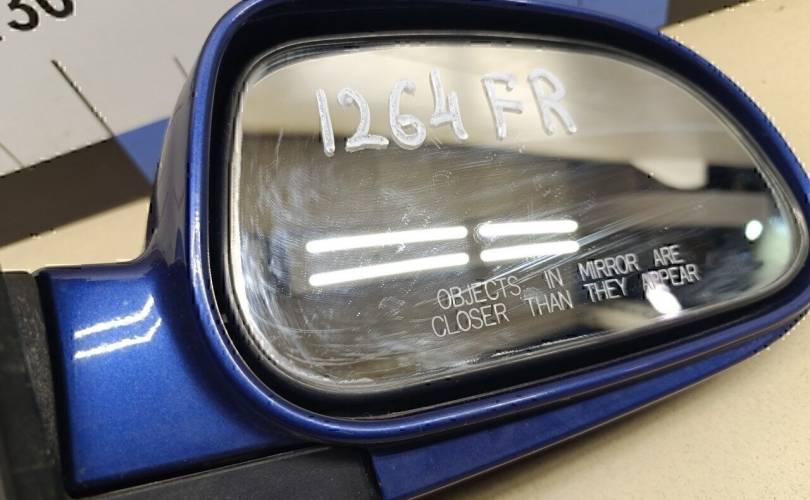 1264 FR
OBJECTS IN MIRROR ARE
CLOSER THAN THEY APPEAR